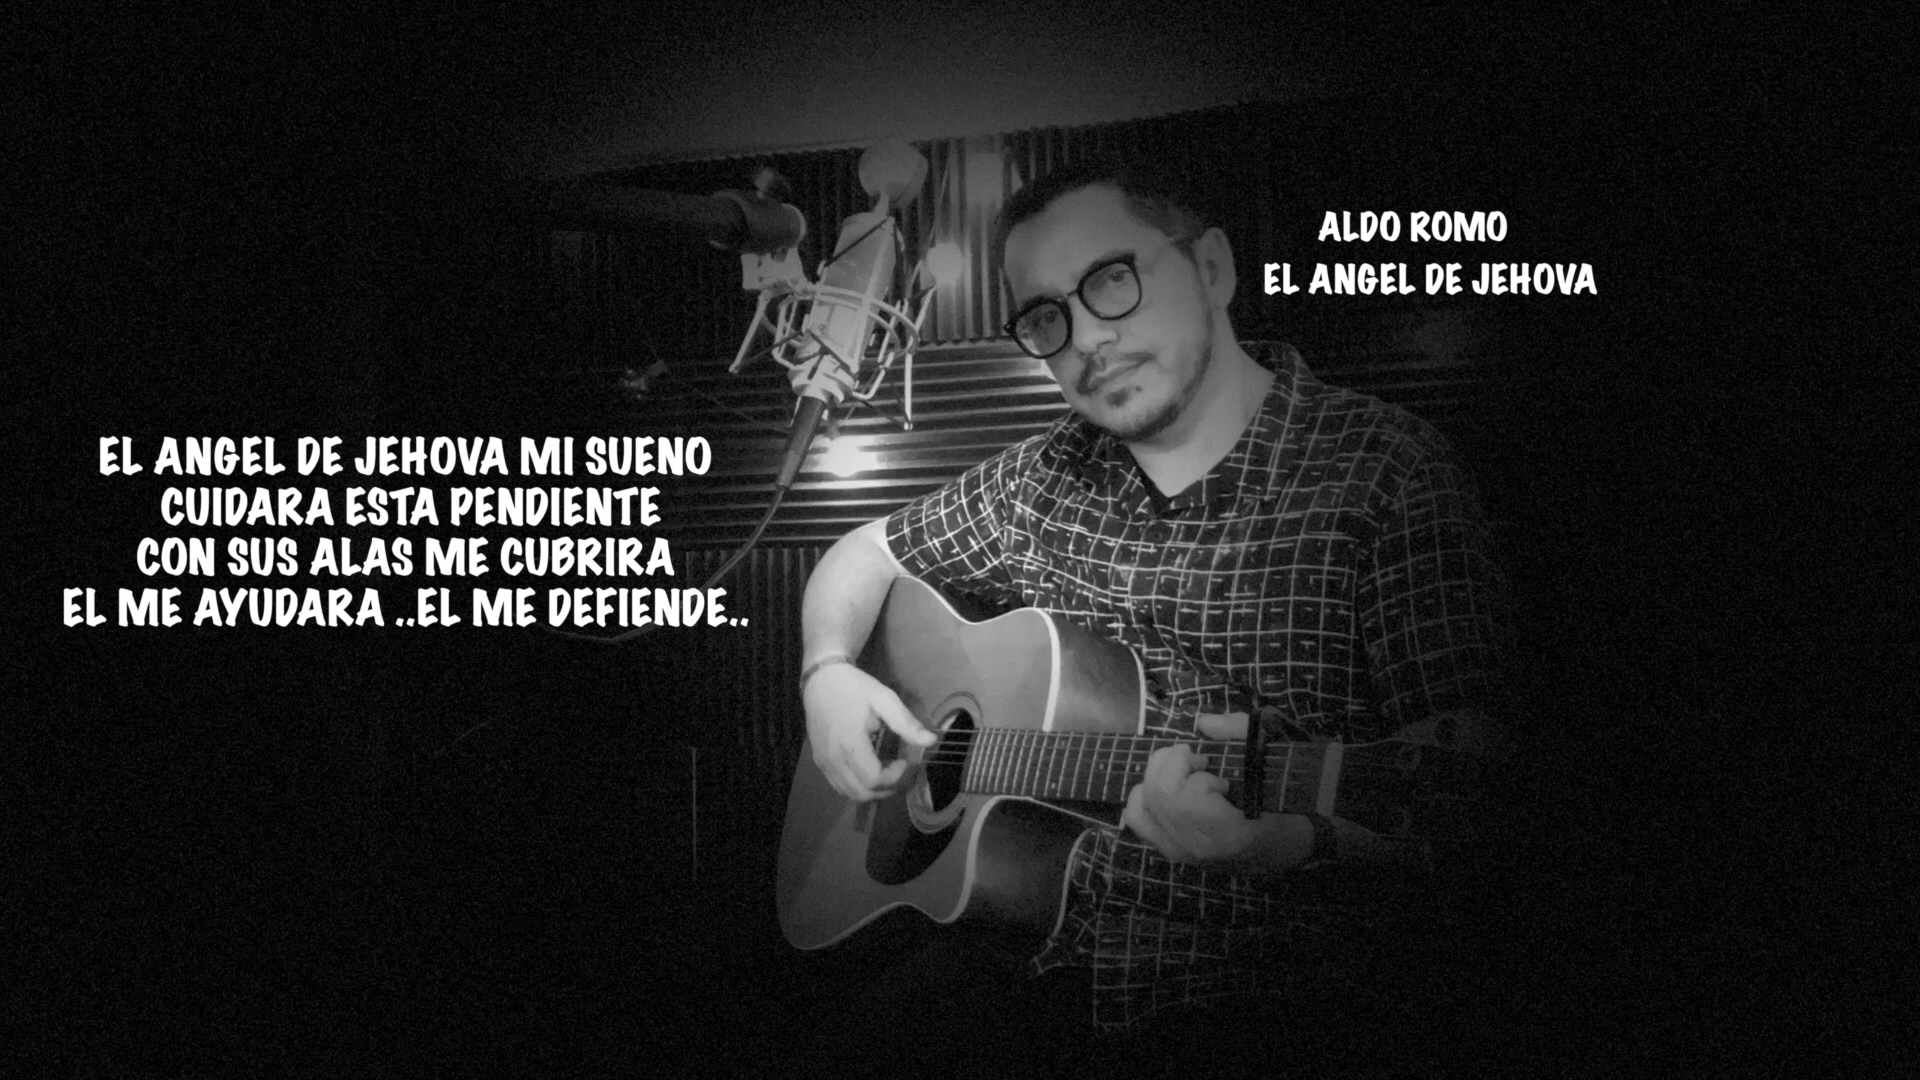 ALDO ROMO
EL ANGEL DE JEHOVA
EL ANGEL DE JEHOVA MI SUENO
CUIDARA ESTA PENDIENTE
CON SUS ALAS ME CUBRIRA
EL ME AYUDARA ..EL ME DEFIENDE..